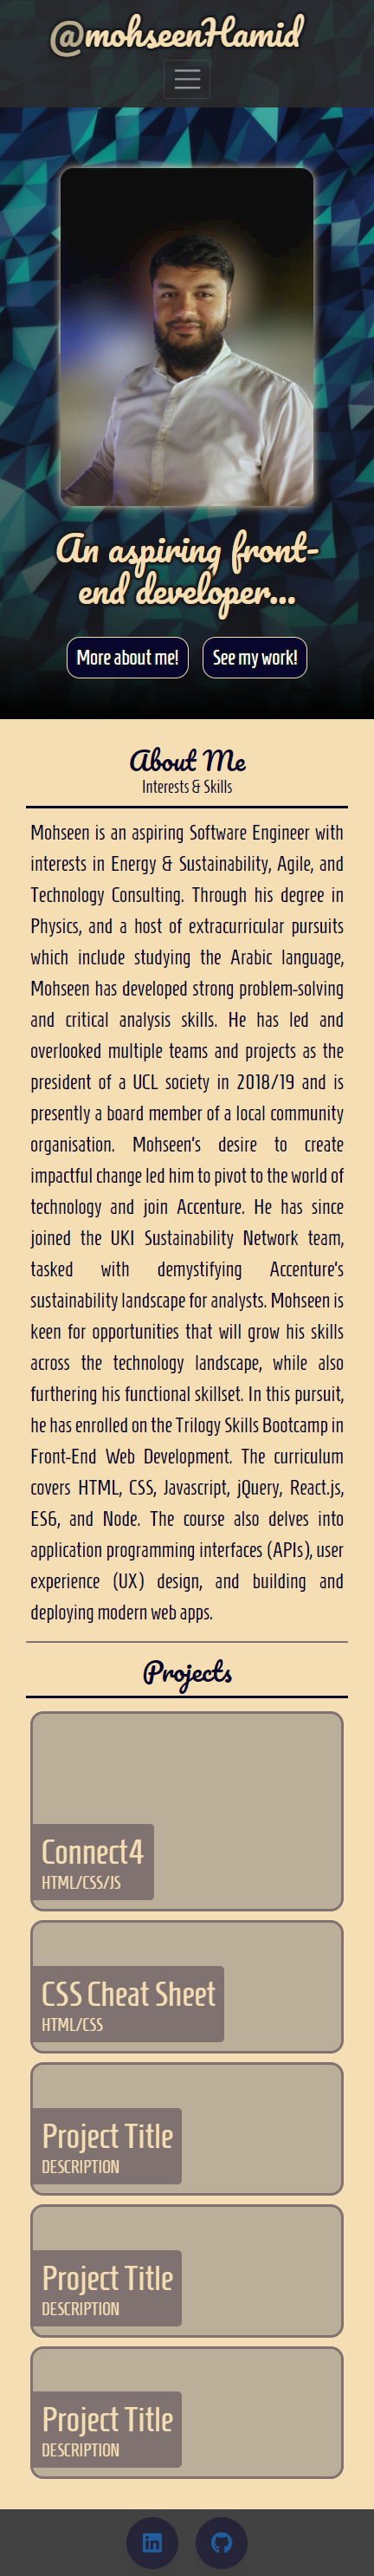 @mohseenHamid
An aspiring front-
end developer...
More about me! See my work!
About Me
Interests & Skills
Mohseen is an aspiring Software Engineer with
interests in Energy & Sustainability, Agile, and
Technology Consulting. Through his degree in
Physics, and a host of extracurricular pursuits
which include studying the Arabic language,
Mohseen has developed strong problem-solving
and critical analysis skills. He has led and
overlooked multiple teams and projects as the
president of a UCL society in 2018/19 and is
presently a board member of a local community
organisation. Mohseen's desire to create
impactful change led him to pivot to the world of
technology and join Accenture. He has since
joined the UKI Sustainability Network team,
tasked with demystifying Accenture's
sustainability landscape for analysts. Mohseen is
keen for opportunities that will grow his skills
across the technology landscape, while also
furthering his functional skillset. In this pursuit,
he has enrolled on the Trilogy Skills Bootcamp in
Front-End Web Development. The curriculum
covers HTML, CSS, Javascript, jQuery, React.js,
ES6, and Node. The course also delves into
application programming interfaces (APIs), user
experience (UX) design, and building and
deploying modern web apps.
Projects
Connect4
HTML/CSS/JS
CSS Cheat Sheet
HTML/CSS
Project Title
DESCRIPTION
Project Title
DESCRIPTION
Project Title
DESCRIPTION